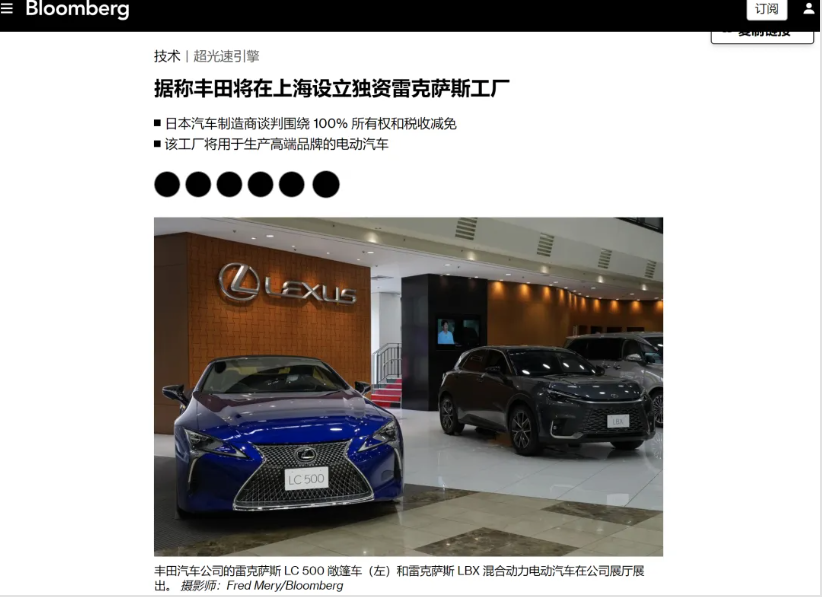 Bloomberg
订阅
复制链接
技术 | 超光速引擎
据称丰田将在上海设立独资雷克萨斯工厂
■ 日本汽车制造商谈判围绕 100% 所有权和税收减免
■ 该工厂将用于生产高端品牌的电动汽车
LEXUS
LBX
LC 500
丰田汽车公司的雷克萨斯 LC 500 敞篷车（左）和雷克萨斯 LBX 混合动力电动汽车在公司展厅展
出。 摄影师：Fred Mery/Bloomberg